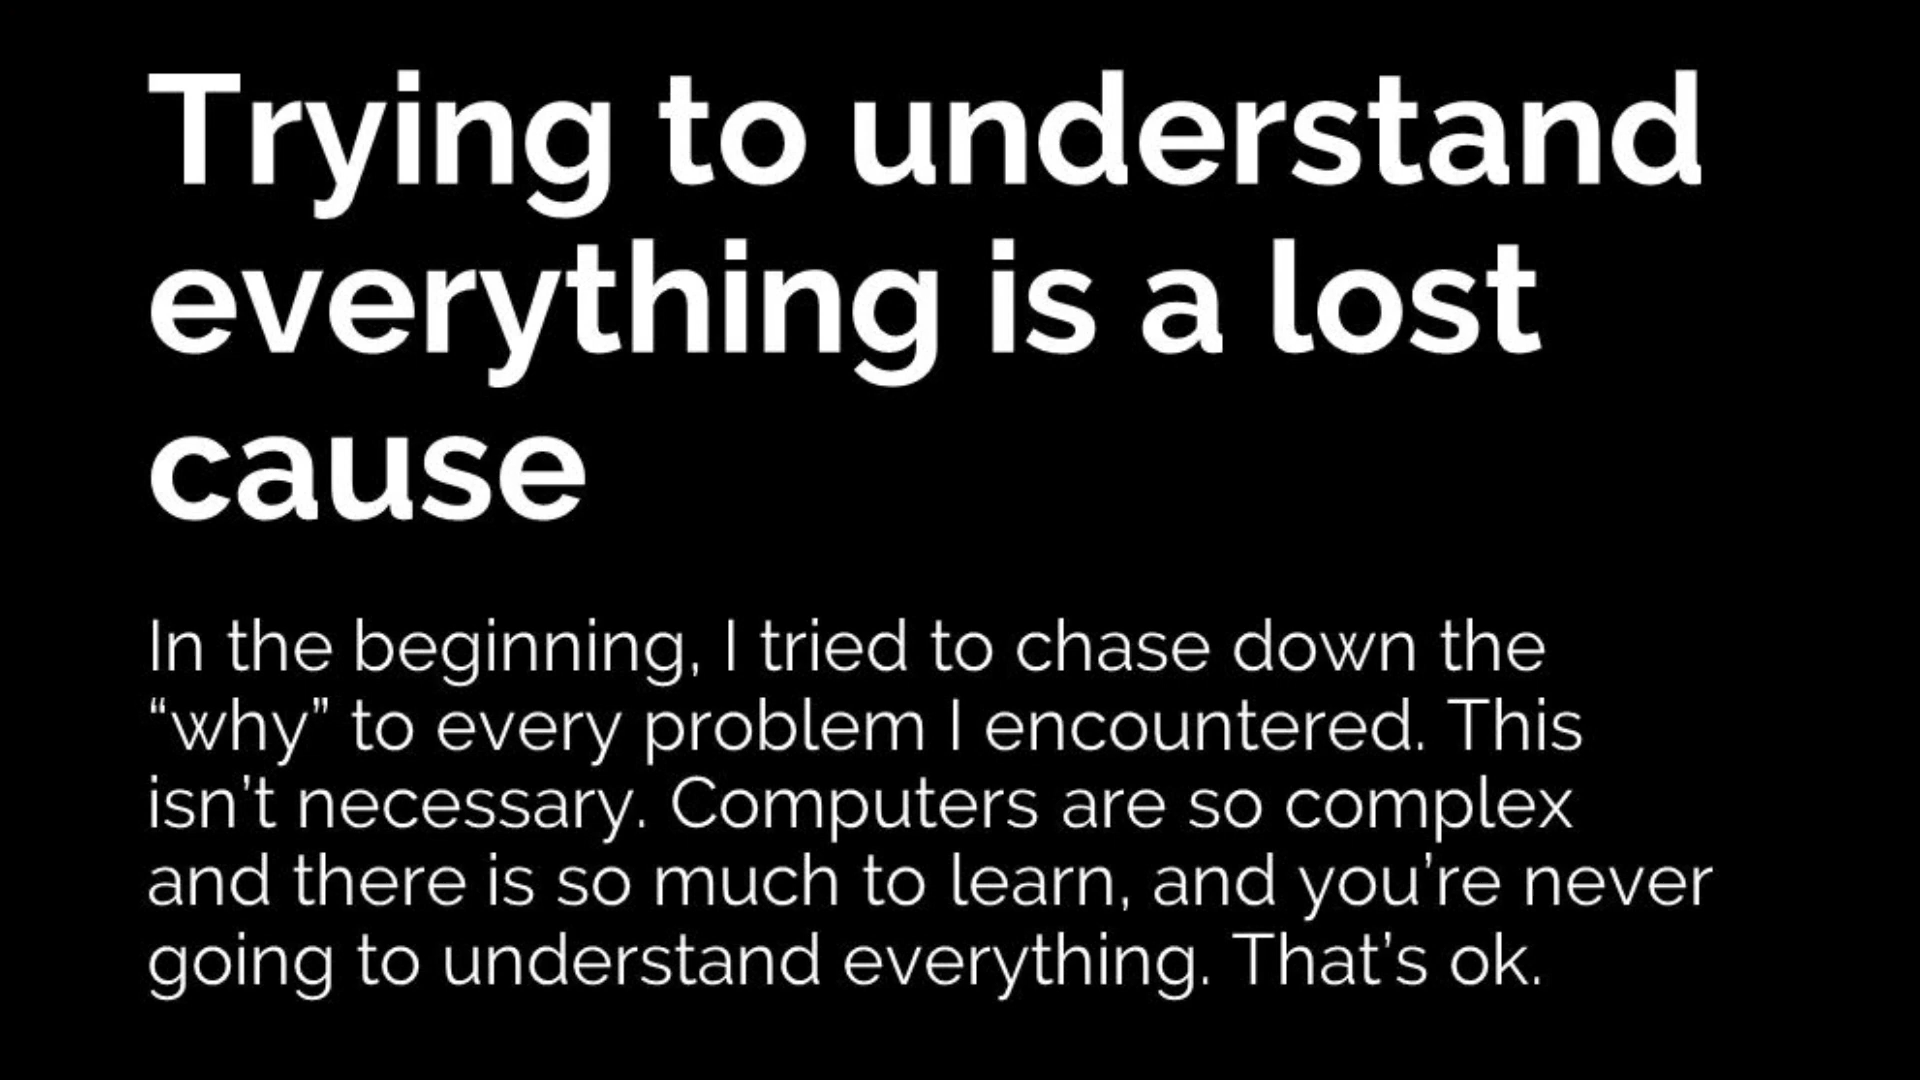 Trying to understand
everything is a lost
cause
In the beginning, I tried to chase down the
“why” to every problem I encountered. This
isn’t necessary. Computers are so complex
and there is so much to learn, and you’re never
going to understand everything. That’s ok.